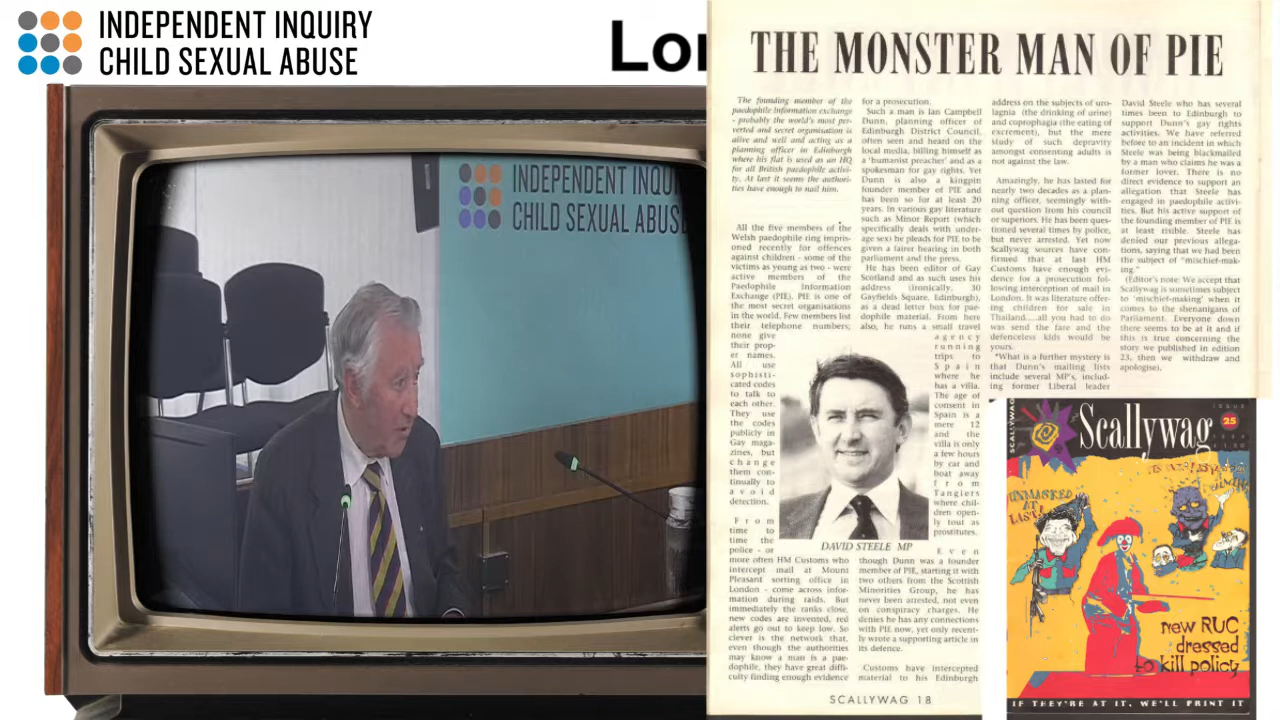 INDEPENDENT INQUIRY
CHILD SEXUAL ABUSE
Lor
INDEPENDENT INQUI
CHILD SEXUAL ABUS
THE MONSTER MAN OF PIE
The founding member of the
paedophile information exchange
- probably the world's most per-
verted and secret organisation is
alive and well and acting as a
planning officer in Edinburgh
where his flat is used as an HQ
for all British paedophile activi-
ty. At last it seems the authori-
ties have enough to nail him.
All the five members of the
Welsh paedophile ring impris-
oned recently for offences
against children - some of the
victims as young as two - were
active members of the
Paedophile Information
Exchange (PIE). PIE is one of
the most secret organisations
in the world. Few members list
their telephone numbers;
none give
their prop-
er names.
All use
sophisti-
cated codes
to talk to
each other.
They use
the codes
publicly in
Gay maga-
zines, but
change
them con-
tinually to
avoid
detection.
From
time to
time the
police - or
more often HM Customs who
intercept mail at Mount
Pleasant sorting office in
London - come across infor-
mation during raids. But
immediately the ranks close,
new codes are invented, red
alerts go out to keep low. So
clever is the network that,
even though the authorities
may know a man is a pae-
dophile, they have great diffi-
culty finding enough evidence
for a prosecution.
Such a man is Ian Campbell
Dunn, planning officer of
Edinburgh District Council,
often seen and heard on the
local media, billing himself as
a 'humanist preacher' and as a
spokesman for gay rights. Yet
Dunn is also a kingpin
founder member of PIE and
has been so for at least 20
years. In various gay literature
such as Minor Report (which
specifically deals with under-
age sex) he pleads for PIE to be
given a fairer hearing in both
parliament and the press.
He has been editor of Gay
Scotland and as such uses his
address (ironically, 30
Gayfields Square, Edinburgh),
as a dead letter box for pae-
dophile material. From here
also, he runs a small travel
agency
running
trips to
Spain
where he
has a villa.
The age of
consent in
Spain is a
mere 12
and the
villa is only
a few hours
by car and
boat away
from
Tangiers
where chil-
dren open-
ly tout as
prostitutes.
Even
though Dunn was a founder
member of PIE, starting it with
two others from the Scottish
Minorities Group, he has
never been arrested, not even
on conspiracy charges. He
denies he has any connections
with PIE now, yet only recent-
ly wrote a supporting article in
its defence.
Customs have intercepted
material to his Edinburgh
address on the subjects of uro-
lagnia (the drinking of urine)
and coprophagia (the eating of
excrement), but the mere
study of such depravity
amongst consenting adults is
not against the law.
Amazingly, he has lasted for
nearly two decades as a plan-
ning officer, seemingly with-
out question from his council
or superiors. He has been ques-
tioned several times by police,
but never arrested. Yet now
Scallywag sources have con-
firmed that at last HM
Customs have enough evi-
dence for a prosecution fol-
lowing interception of mail in
London. It was literature offer-
ing children for sale in
Thailand....all you had to do
was send the fare and the
defenceless kids would be
yours.
"What is a further mystery is
that Dunn's mailing lists
include several MP's, includ-
ing former Liberal leader
David Steele who has several
times been to Edinburgh to
support Dunn's gay rights
activities. We have referred
before to an incident in which
Steele was being blackmailed
by a man who claims he was a
former lover. There is no
direct evidence to support an
allegation that Steele has
engaged in paedophile activi-
ties. But his active support of
the founding member of PIE is
at least risible. Steele has
denied our previous allega-
tions, saying that we had been
the subject of "mischief-mak-
ing."
(Editor's note: We accept that
Scallywag is sometimes subject
to 'mischief-making' when it
comes to the shenanigans of
Parliament. Everyone down
there seems to be at it and if
this is true concerning the
story we published in edition
23, then we withdraw and
apologise).
DAVID STEELE MP
SCALLYWAG 18
SCALLYWAG
Scallywag
ISSUE
25
UNMASKED
AT
LAST!
new RUC
dressed
to kill policy
IF THEY'RE AT IT, WE'LL PRINT IT